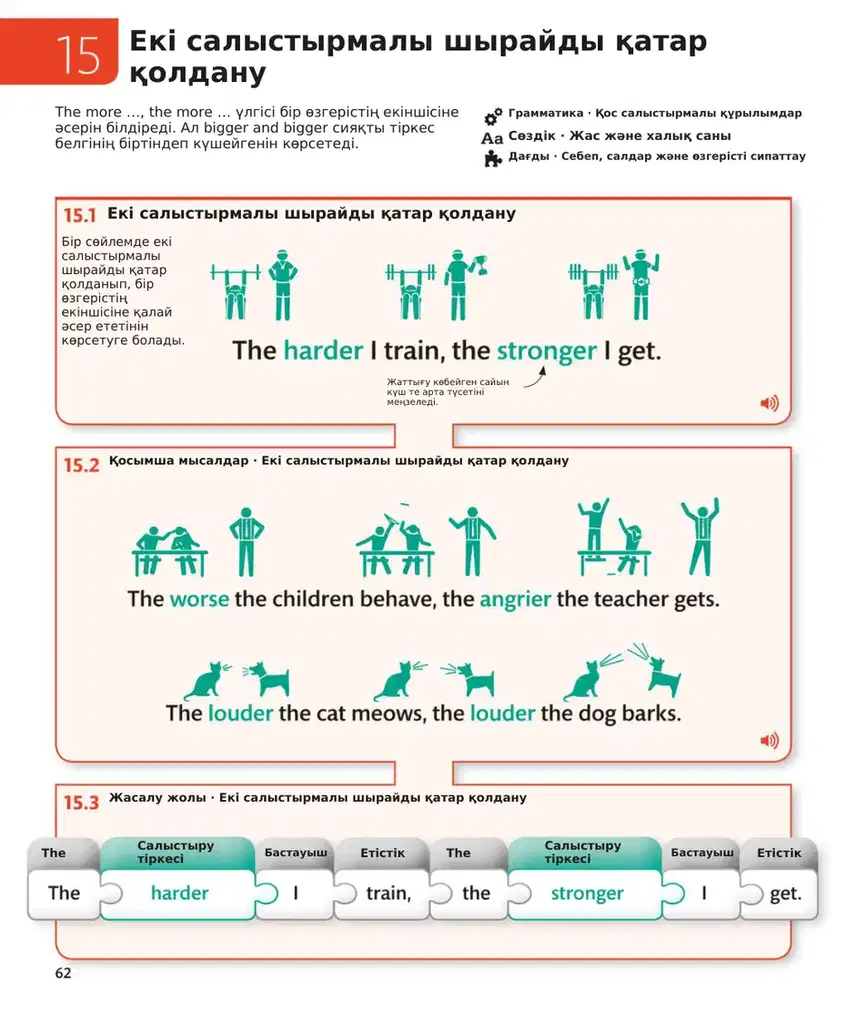 15
Екі салыстырмалы шырайды қатар
қолдану
The more ..., the more ... үлгісі бір өзгерістің екіншісіне
әсерін білдіреді. Ал bigger and bigger сияқты тіркес
белгінің біртіндеп күшейгенін көрсетеді.
Грамматика · Қос салыстырмалы құрылымдар
Aa Сөздік · Жас және халық саны
Дағды · Себеп, салдар және өзгерісті сипаттау
15.1 Екі салыстырмалы шырайды қатар қолдану
Бір сөйлемде екі
салыстырмалы
шырайды қатар
қолданып, бір
өзгерістің
екіншісіне қалай
әсер ететінін
көрсетуге болады.
The harder I train, the stronger I get.
Жаттығу көбейген сайын
күш те арта түсетіні
меңзеледі.
15.2 Қосымша мысалдар · Екі салыстырмалы шырайды қатар қолдану
The worse the children behave, the angrier the teacher gets.
The louder the cat meows, the louder the dog barks.
15.3 Жасалу жолы · Екі салыстырмалы шырайды қатар қолдану
The Салыстыру тіркесі Бастауыш Етістік The Салыстыру тіркесі Бастауыш Етістік
The harder I train, the stronger I get.
62